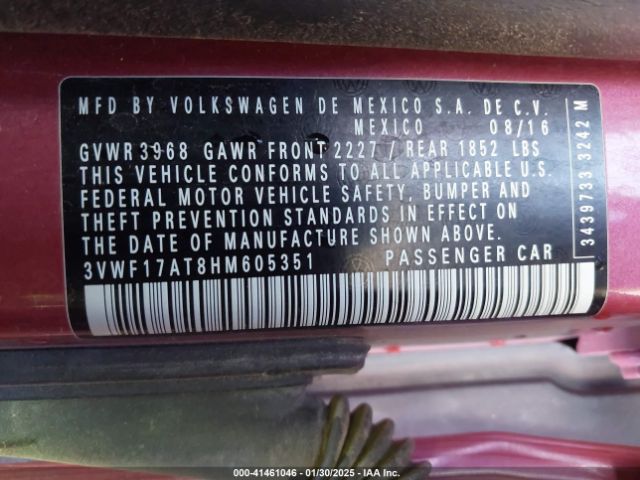 MFD BY VOLKSWAGEN DE MEXICO S.A. DE C.V.
MEXICO 08/16
GVWR 3968 GAWR FRONT 2227 / REAR 1852 LBS
THIS VEHICLE CONFORMS TO ALL APPLICABLE U.S.
FEDERAL MOTOR VEHICLE SAFETY, BUMPER AND
THEFT PREVENTION STANDARDS IN EFFECT ON
THE DATE OF MANUFACTURE SHOWN ABOVE.
3VWF17AT8HM605351 PASSENGER CAR
3439733 3242 M
000-41461046 - 01/30/2025 - IAA Inc.